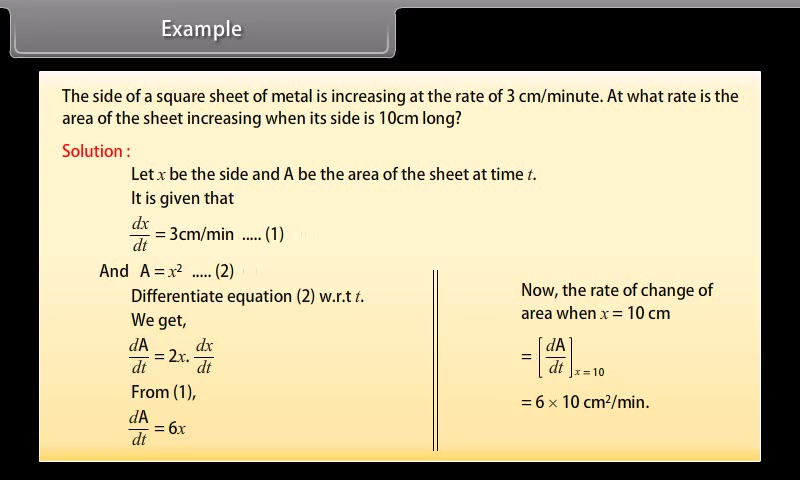 Example
The side of a square sheet of metal is increasing at the rate of 3 cm/minute. At what rate is the
area of the sheet increasing when its side is 10cm long?
Solution :
Let x be the side and A be the area of the sheet at time t.
It is given that
dx/dt = 3cm/min ..... (1)
And A = x² ..... (2)
Differentiate equation (2) w.r.t t.
We get,
dA/dt = 2x. dx/dt
From (1),
dA/dt = 6x
Now, the rate of change of
area when x = 10 cm
= [dA/dt] x = 10
= 6 × 10 cm²/min.